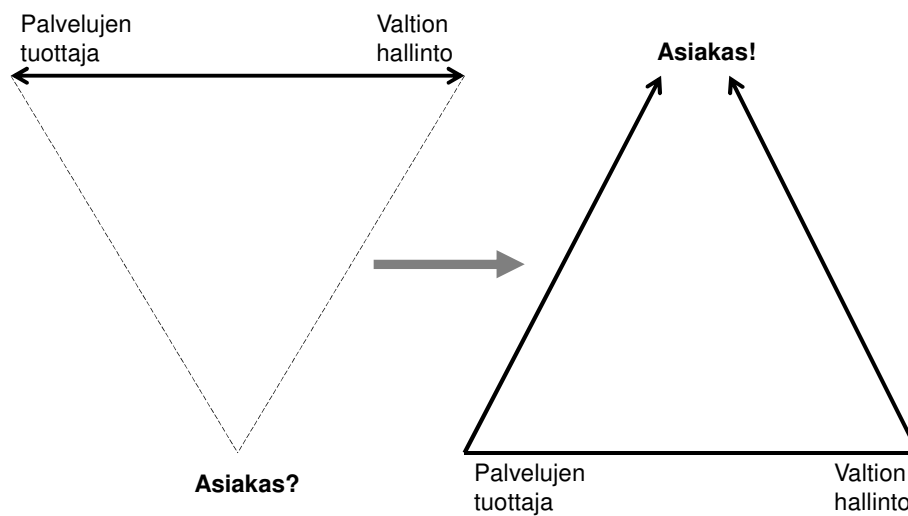 Palvelujen
tuottaja
Valtion
hallinto
Asiakas?
Asiakas!
Palvelujen
tuottaja
Valtion
hallinto